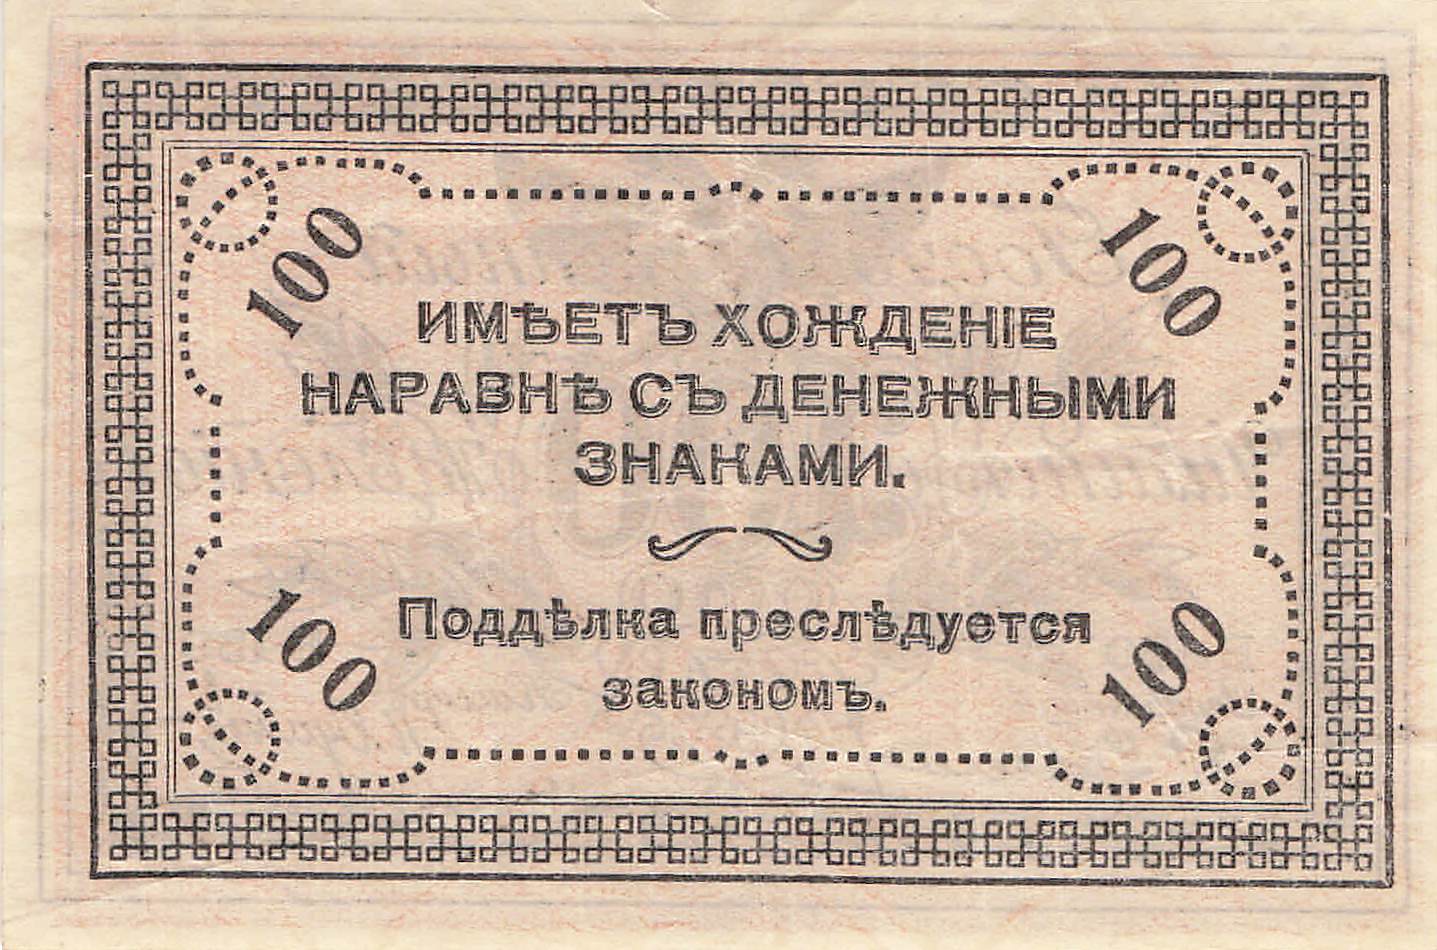 100 100
ИМѢЕТЪ ХОЖДЕНІЕ
НАРАВНѢ СЪ ДЕНЕЖНЫМИ
ЗНАКАМИ.
Поддѣлка преслѣдуется
закономъ.
100 100